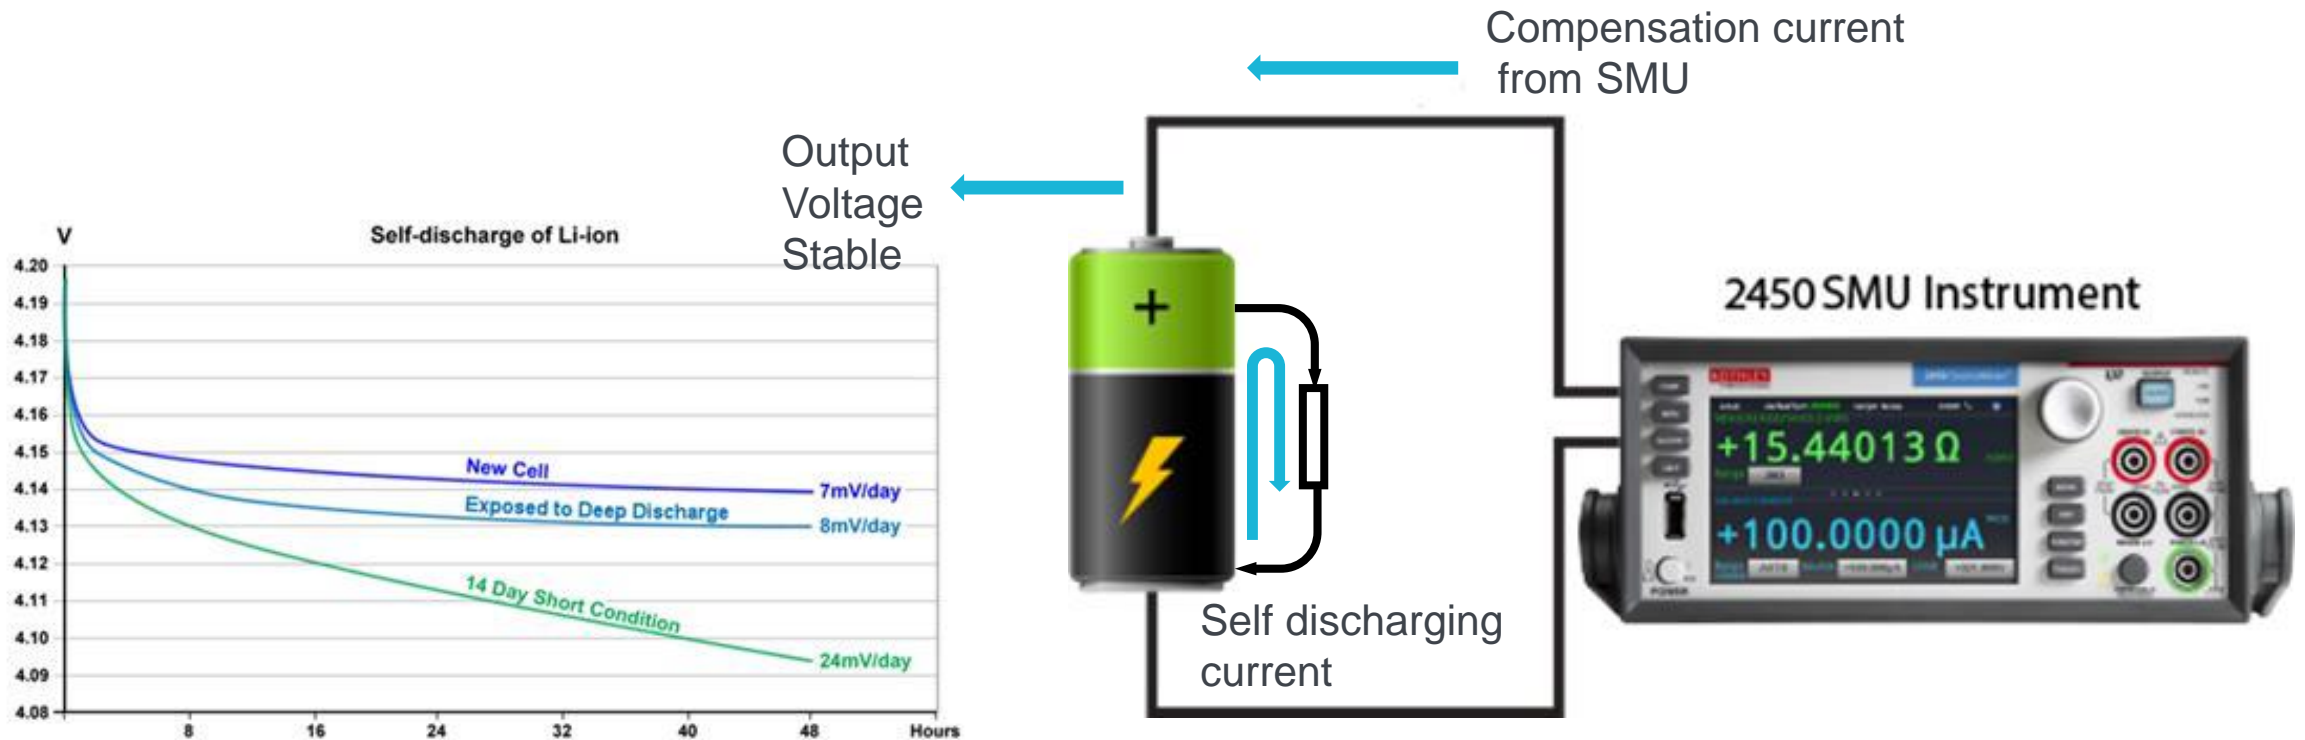 Compensation current
from SMU
Output
Voltage
Stable
V
Self-discharge of Li-ion
4.20
4.19
4.18
4.17
4.16
4.15
4.14
4.13
4.12
4.11
4.10
4.09
4.08
New Cell
7mV/day
Exposed to Deep Discharge
8mV/day
14 Day Short Condition
24mV/day
8 16 24 32 40 48 Hours
+
Self discharging
current
2450 SMU Instrument
KEITHLEY
+15.44013 Ω
+100.0000 µA
POWER